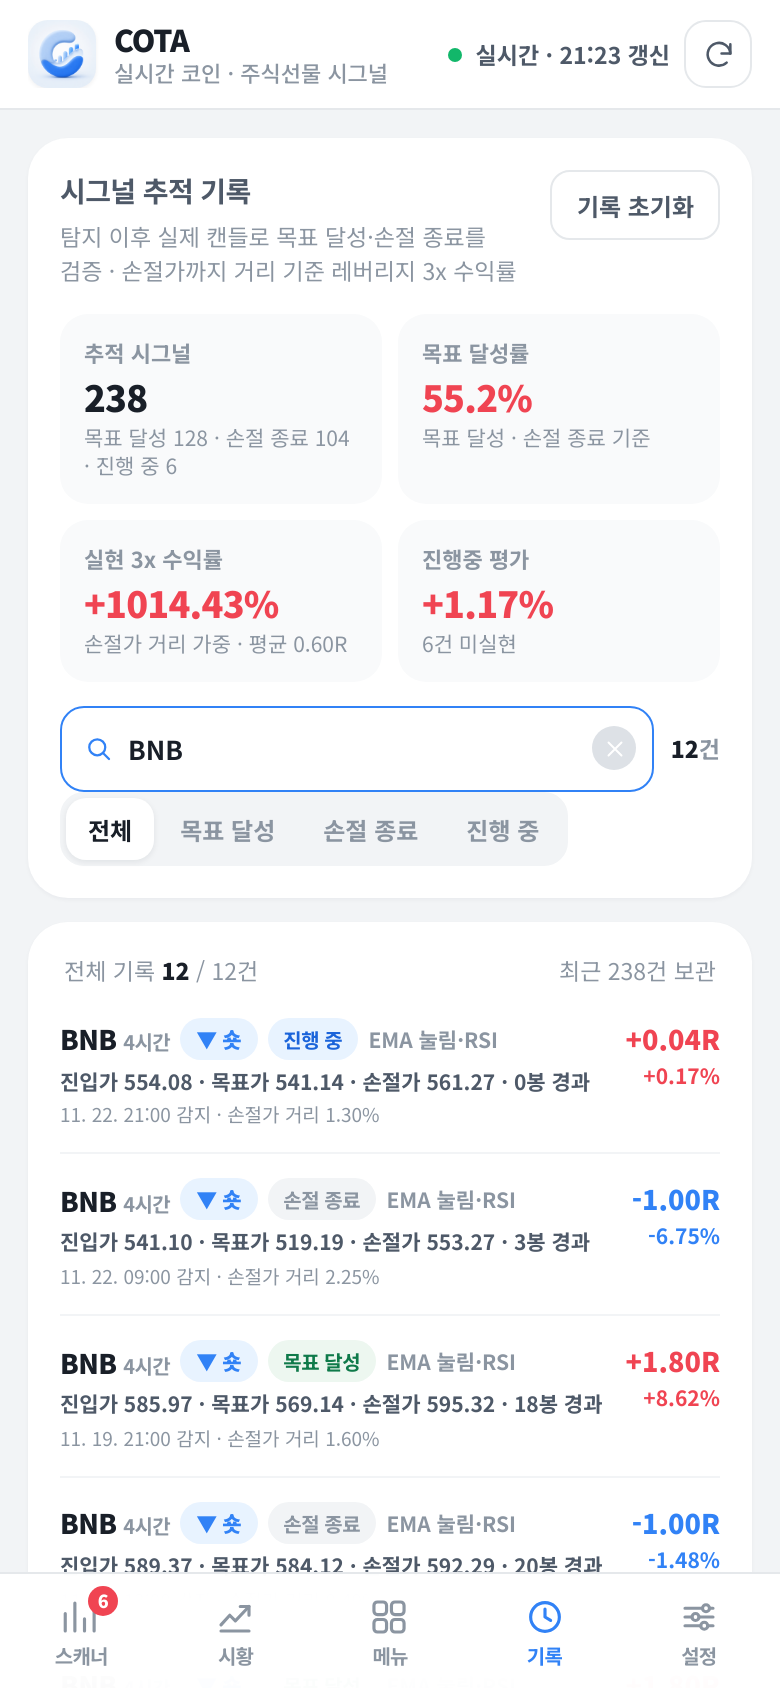 COTA
실시간 코인 · 주식선물 시그널
실시간 · 21:23 갱신
시그널 추적 기록
기록 초기화
탐지 이후 실제 캔들로 목표 달성·손절 종료를
검증 · 손절가까지 거리 기준 레버리지 3x 수익률
추적 시그널
238
목표 달성 128 · 손절 종료 104
· 진행 중 6
목표 달성률
55.2%
목표 달성 · 손절 종료 기준
실현 3x 수익률
+1014.43%
손절가 거리 가중 · 평균 0.60R
진행중 평가
+1.17%
6건 미실현
BNB
12건
전체 목표 달성 손절 종료 진행 중
전체 기록 12 / 12건
최근 238건 보관
BNB 4시간 ▼ 숏 진행 중 EMA 눌림·RSI +0.04R
진입가 554.08 · 목표가 541.14 · 손절가 561.27 · 0봉 경과 +0.17%
11. 22. 21:00 감지 · 손절가 거리 1.30%
BNB 4시간 ▼ 숏 손절 종료 EMA 눌림·RSI -1.00R
진입가 541.10 · 목표가 519.19 · 손절가 553.27 · 3봉 경과 -6.75%
11. 22. 09:00 감지 · 손절가 거리 2.25%
BNB 4시간 ▼ 숏 목표 달성 EMA 눌림·RSI +1.80R
진입가 585.97 · 목표가 569.14 · 손절가 595.32 · 18봉 경과 +8.62%
11. 19. 21:00 감지 · 손절가 거리 1.60%
BNB 4시간 ▼ 숏 손절 종료 EMA 눌림·RSI -1.00R
진입가 589.37 · 목표가 584.12 · 손절가 592.29 · 20봉 경과 -1.48%
6
스캐너 시황 메뉴 기록 설정